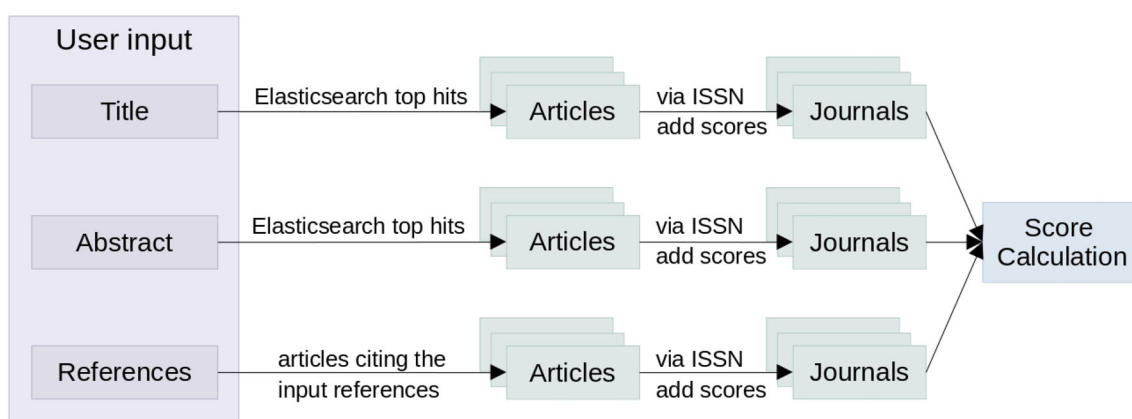 User input
Title
Elasticsearch top hits
Articles
via ISSN
add scores
Journals
Abstract
Elasticsearch top hits
Articles
via ISSN
add scores
Journals
Score
Calculation
References
articles citing the
input references
Articles
via ISSN
add scores
Journals